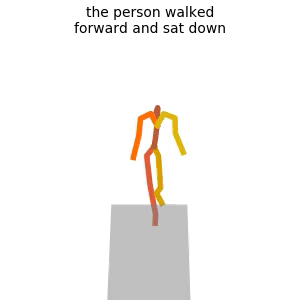 the person walked
forward and sat down